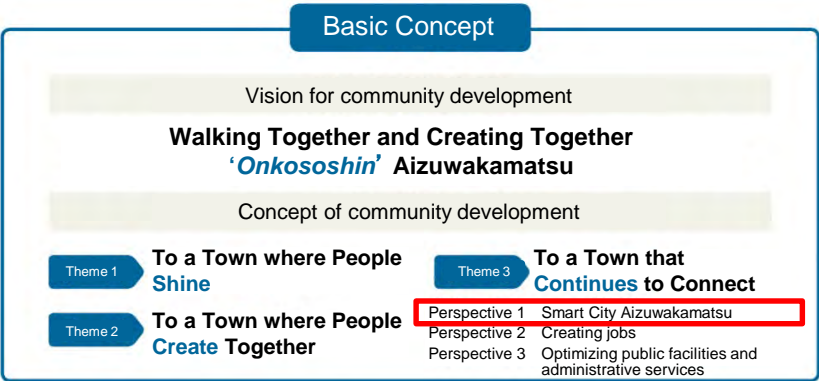 Basic Concept
Vision for community development
Walking Together and Creating Together
‘Onkososhin’ Aizuwakamatsu
Concept of community development
Theme 1
To a Town where People
Shine
Theme 2
To a Town where People
Create Together
Theme 3
To a Town that
Continues to Connect
Perspective 1 Smart City Aizuwakamatsu
Perspective 2 Creating jobs
Perspective 3 Optimizing public facilities and
administrative services